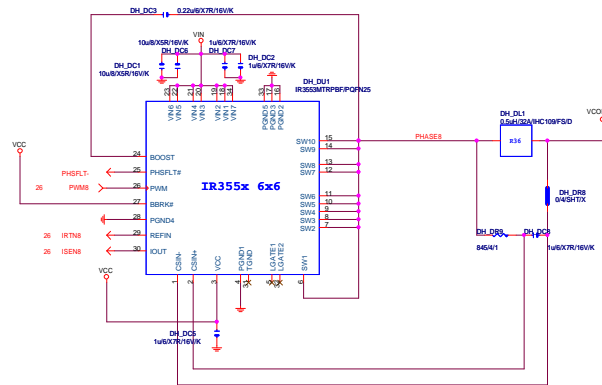 DH_DC3 0.22u/6/X7R/16V/K
VIN
10u/8/X5R/16V/K 1u/6/X7R/16V/K
DH_DC6 DH_DC7
DH_DC1 DH_DC2
10u/8/X5R/16V/K 1u/6/X7R/16V/K
DH_DU1
IR3553MTRPBF/PQFN25
23 22 21 20 19 18 34 33 17 16
VIN6 VIN5 VIN4 VIN3 VIN2 VIN1 VIN7 PGND5 PGND3 PGND2
DH_DL1
0.5uH/32A/IHC109/FS/D
R36
VCC
PHASE8
SW10 15
SW9 14
SW8 13
SW7 12
SW6 11
SW5 10
SW4 9
SW3 8
SW2 7
24 BOOST
PHSFLT- 25 PHSFLT#
26 PWM8 26 PWM
27 BBRK#
28 PGND4
26 IRTN8 29 REFIN
26 ISEN8 30 IOUT
IR355x 6x6
DH_DR8
0/4/SHT/X
DH_DR9
845/4/1
1u/6/X7R/16V/K
CSIN- CSIN+ VCC PGND1 TGND LGATE1 LGATE2 SW1
1 2 3 4 31 5 32 6
VCC
DH_DC5
1u/6/X7R/16V/K